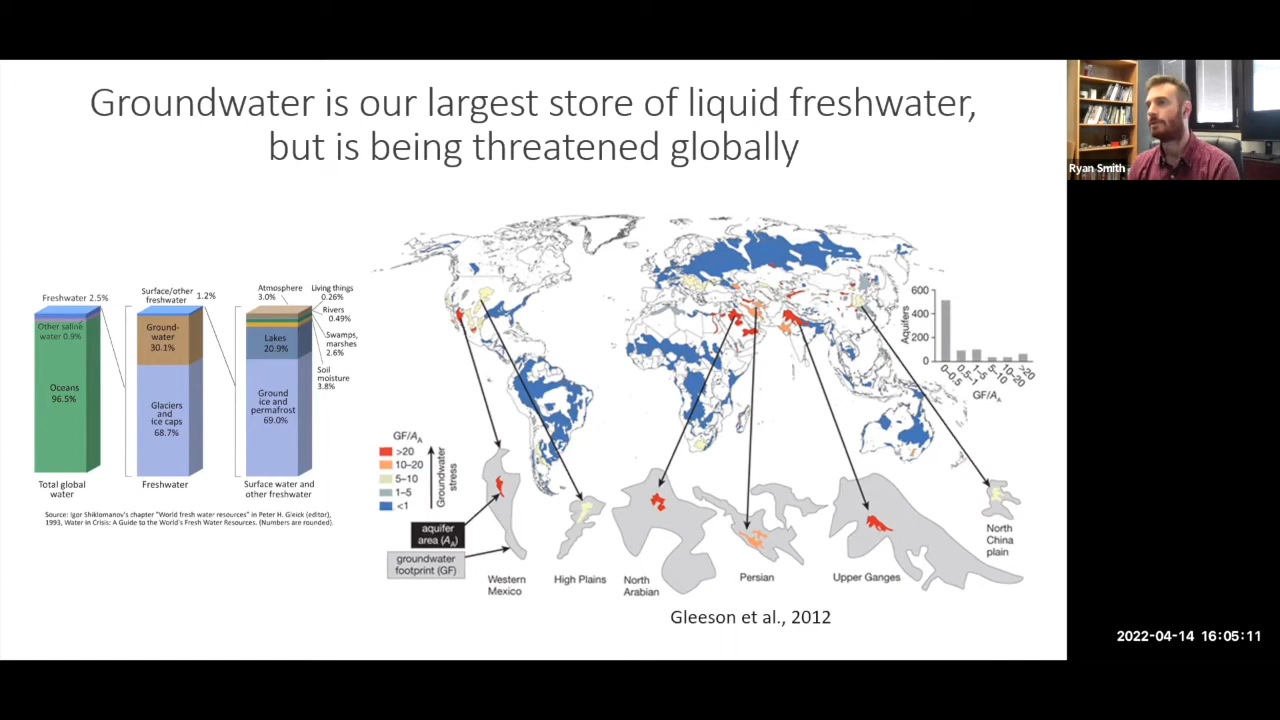 Groundwater is our largest store of liquid freshwater,
but is being threatened globally
Ryan Smith
Freshwater 2.5%
Other saline
water 0.9%
Oceans
96.5%
Total global
water
Surface/other
freshwater 1.2%
Ground-
water
30.1%
Glaciers
and
ice caps
68.7%
Freshwater
Atmosphere
3.0%
Living things
0.26%
Rivers
0.49%
Swamps,
marshes
2.6%
Soil
moisture
3.8%
Lakes
20.9%
Ground
ice and
permafrost
69.0%
Surface water and
other freshwater
Source: Igor Shiklomanov's chapter "World fresh water resources" in Peter H. Gleick (editor),
1993, Water in Crisis: A Guide to the World's Fresh Water Resources. (Numbers are rounded).
GF/AA
>20
10–20
5–10
1–5
<1
Groundwater
stress
aquifer
area (AA)
groundwater
footprint (GF)
Western
Mexico
High Plains
North
Arabian
Persian
Upper Ganges
North
China
plain
Aquifers
600
400
200
0
0–0.5
0.5–1
1–5
5–10
10–20
>20
GF/AA
Gleeson et al., 2012
2022-04-14 16:05:11